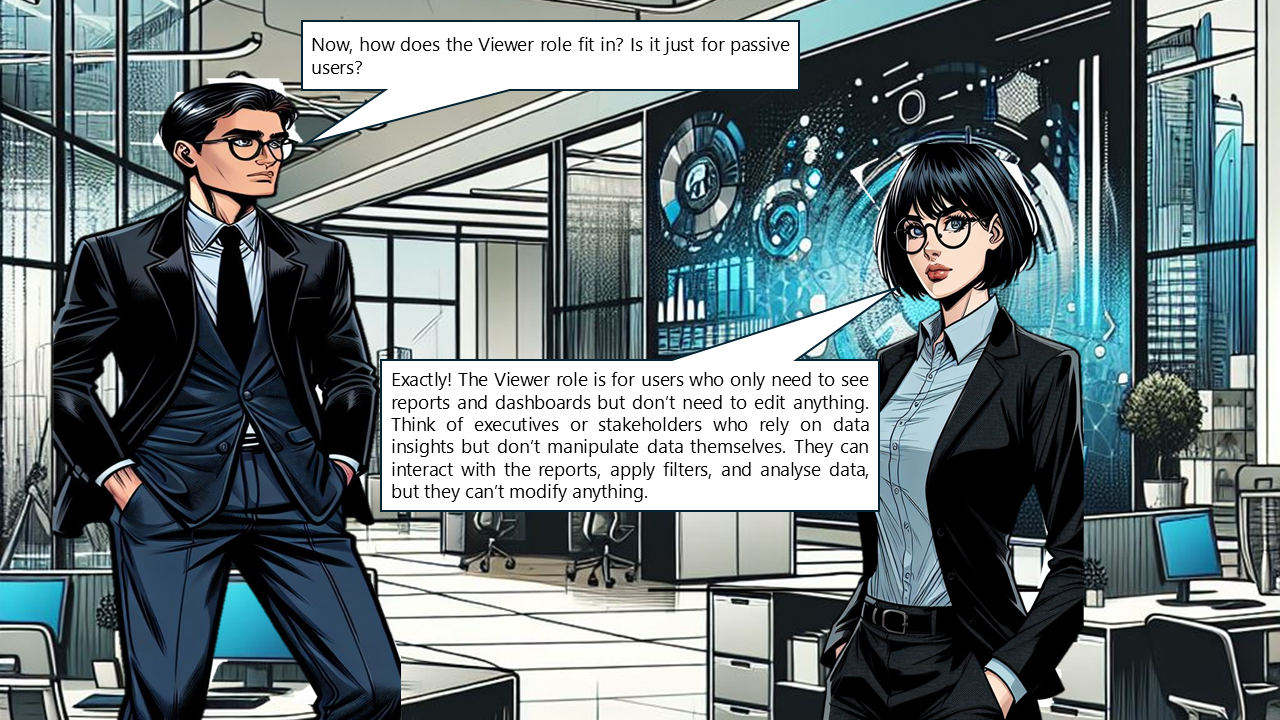 Now, how does the Viewer role fit in? Is it just for passive
users?
Exactly! The Viewer role is for users who only need to see
reports and dashboards but don’t need to edit anything.
Think of executives or stakeholders who rely on data
insights but don’t manipulate data themselves. They can
interact with the reports, apply filters, and analyse data,
but they can’t modify anything.